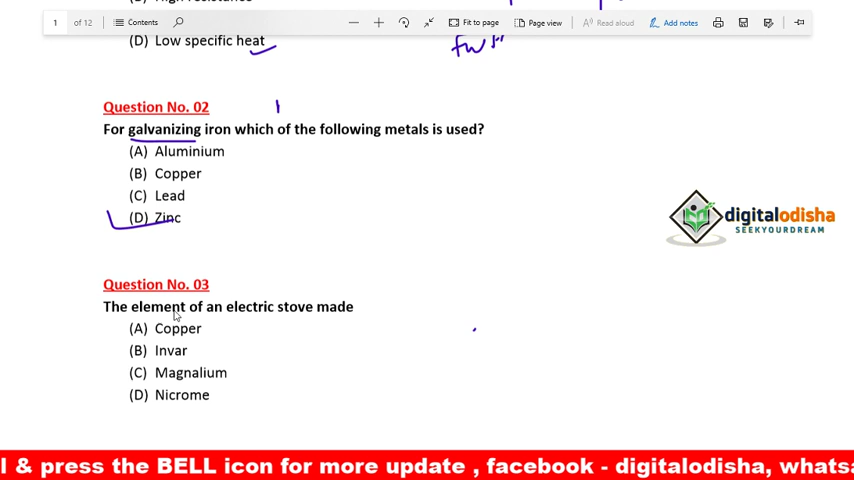 1 of 12 Contents Fit to page Page view Read aloud Add notes
(D) Low specific heat
Question No. 02
For galvanizing iron which of the following metals is used?
(A) Aluminium
(B) Copper
(C) Lead
(D) Zinc
digitalodisha
SEEKYOURDREAM
Question No. 03
The element of an electric stove made
(A) Copper
(B) Invar
(C) Magnalium
(D) Nicrome
l & press the BELL icon for more update , facebook - digitalodisha, whatsa